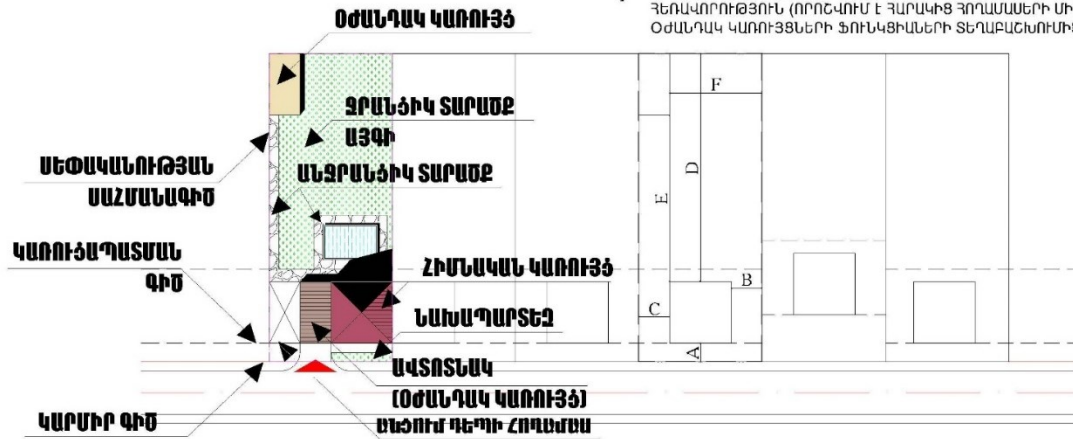 ՀԵՌԱՎՈՐՈՒԹՅՈՒՆ (ՈՐՈՇՎՈՒՄ Է ՀԱՐԱԿԻՑ ՀՈՂԱՄԱՍԵՐԻ ՄԻ
ՕԺԱՆԴԱԿ ԿԱՌՈՒՅՑՆԵՐԻ ՖՈՒՆԿՑԻԱՆԵՐԻ ՏԵՂԱԲԱՇԽՈՒՄԻ
ՕԺԱՆԴԱԿ ԿԱՌՈՒՅՑ
ՋՐԱՆՑԻԿ ՏԱՐԱԾՔ
ԱՅԳԻ
ՍԵՓԱԿԱՆՈՒԹՅԱՆ
ՍԱՀՄԱՆԱԳԻԾ
ԱՆՋՐԱՆՑԻԿ ՏԱՐԱԾՔ
ԿԱՌՈՒՑԱՊԱՏՄԱՆ
ԳԻԾ
ՀԻՄՆԱԿԱՆ ԿԱՌՈՒՅՑ
ՆԱԽԱՊԱՐՏԵԶ
ԱՎՏՈՏՆԱԿ
(ՕԺԱՆԴԱԿ ԿԱՌՈՒՅՑ)
ԿԱՐՄԻՐ ԳԻԾ
ԱՆՑՈՒՄ ԴԵՊԻ ՀՈՂԱՄԱՍ
F
D
E
B
C
A